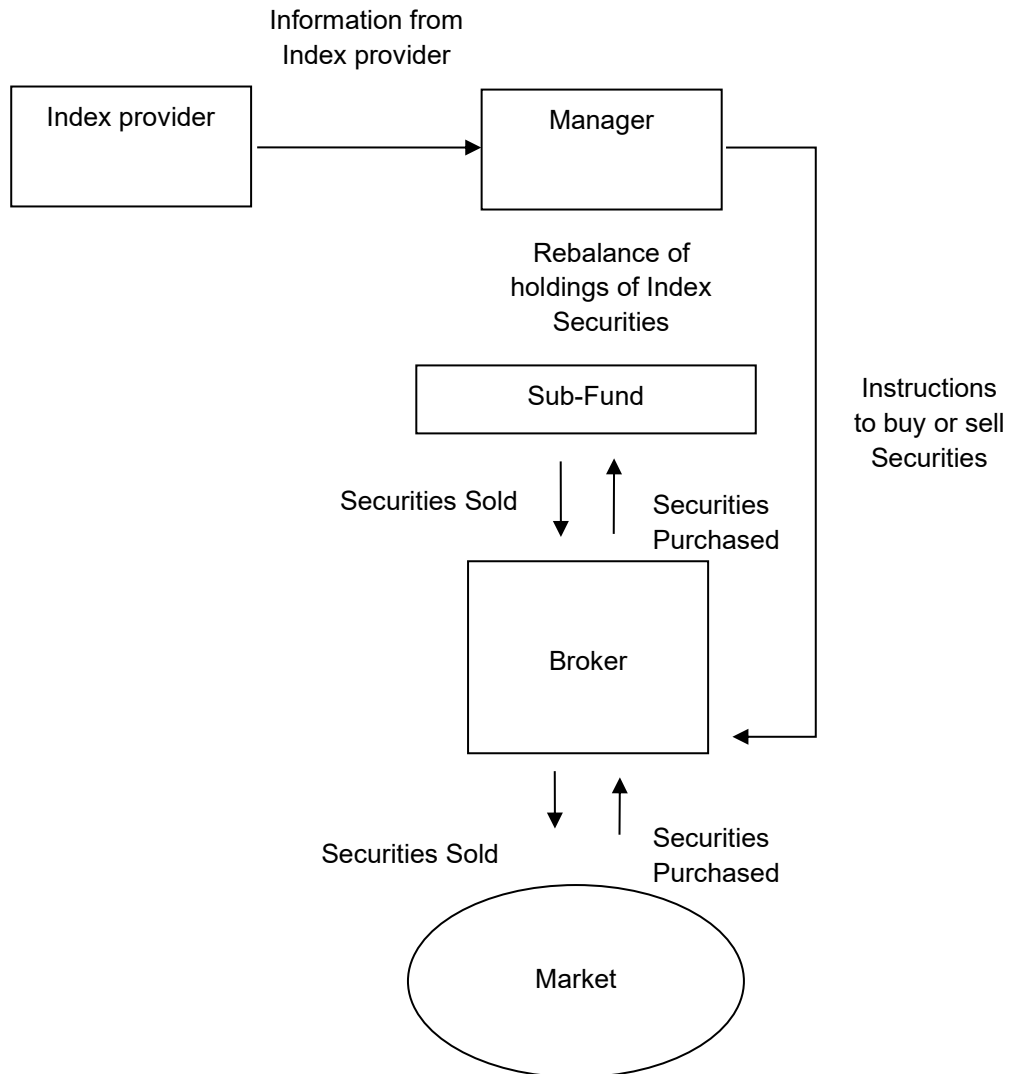 Information from
Index provider
Index provider
Manager
Rebalance of
holdings of Index
Securities
Sub-Fund
Instructions
to buy or sell
Securities
Securities Sold
Securities
Purchased
Broker
Securities Sold
Securities
Purchased
Market